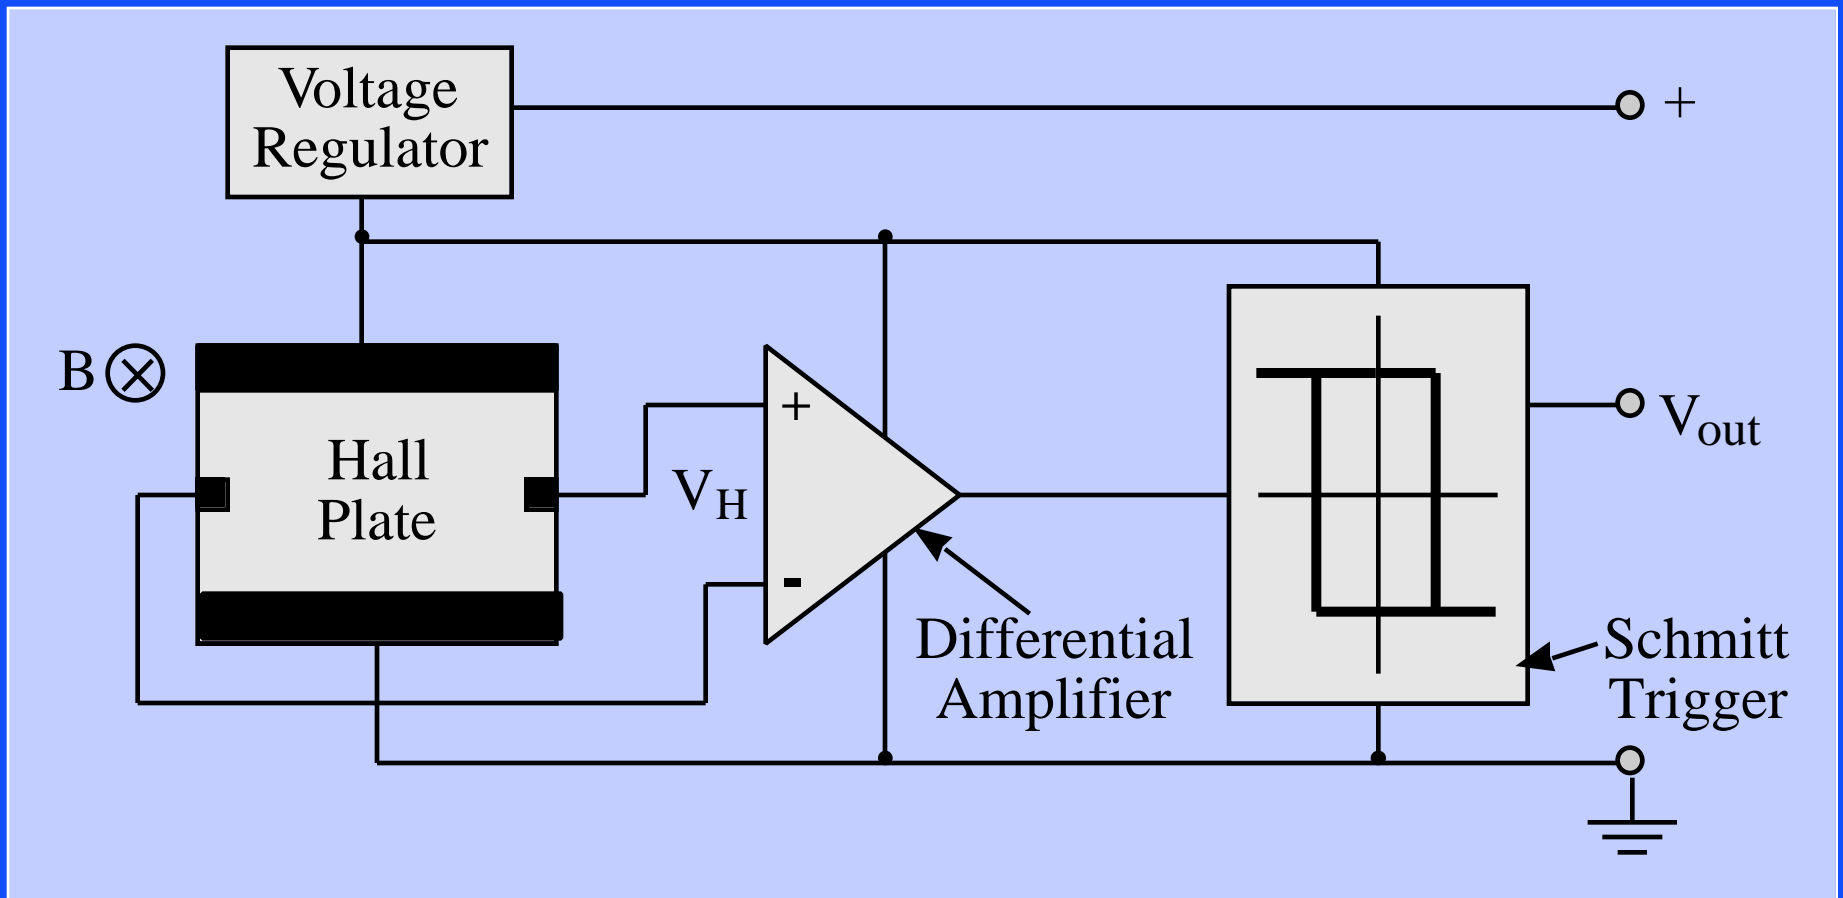 Voltage
Regulator
+
B
Hall
Plate
+
VH
-
Vout
Differential
Amplifier
Schmitt
Trigger